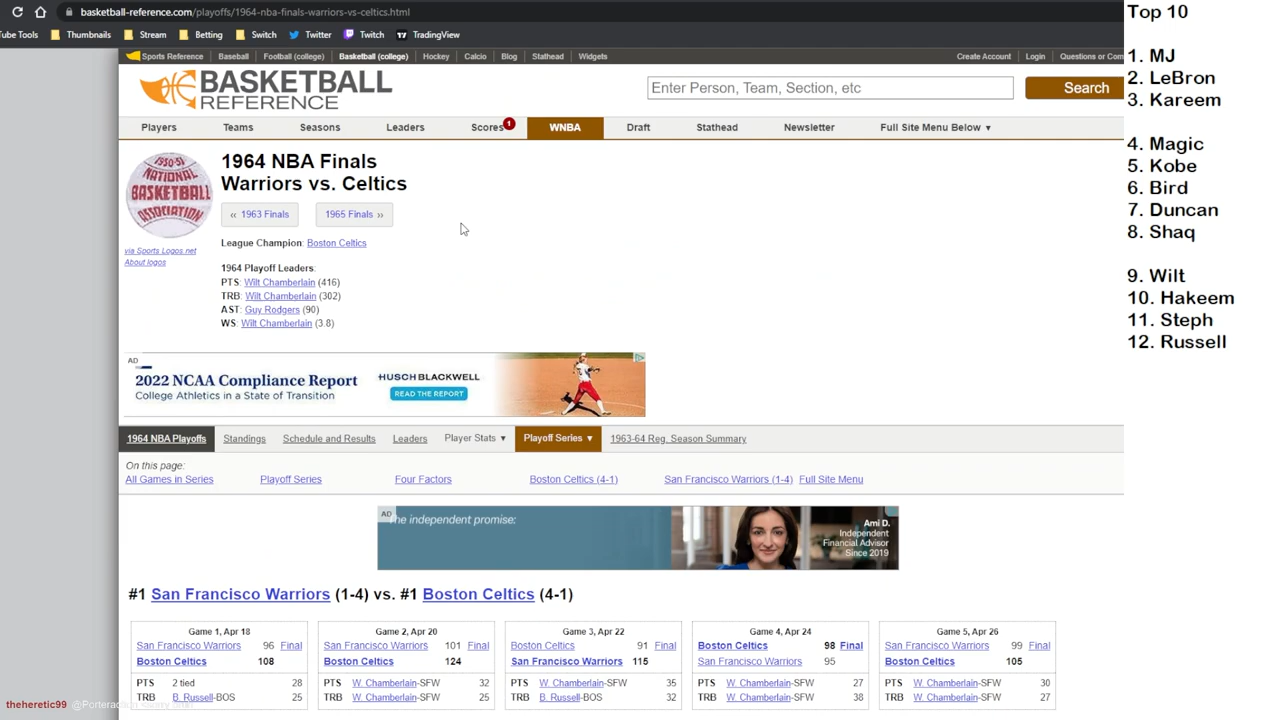 basketball-reference.com/playoffs/1964-nba-finals-warriors-vs-celtics.html
Tube Tools Thumbnails Stream Betting Switch Twitter Twitch TradingView
Sports Reference Baseball Football (college) Basketball (college) Hockey Calcio Blog Stathead Widgets Create Account Login Questions or Com
BASKETBALL
REFERENCE
Enter Person, Team, Section, etc
Search
Players Teams Seasons Leaders Scores 1 WNBA Draft Stathead Newsletter Full Site Menu Below ▼
1950-51
NATIONAL
BASKETBALL
ASSOCIATION
via Sports Logos.net
About logos
1964 NBA Finals
Warriors vs. Celtics
‹‹ 1963 Finals
1965 Finals ››
League Champion: Boston Celtics
1964 Playoff Leaders:
PTS: Wilt Chamberlain (416)
TRB: Wilt Chamberlain (302)
AST: Guy Rodgers (90)
WS: Wilt Chamberlain (3.8)
AD
2022 NCAA Compliance Report
College Athletics in a State of Transition
HUSCH BLACKWELL
READ THE REPORT
1964 NBA Playoffs Standings Schedule and Results Leaders Player Stats ▼ Playoff Series ▼ 1963-64 Reg. Season Summary
On this page:
All Games in Series Playoff Series Four Factors Boston Celtics (4-1) San Francisco Warriors (1-4) Full Site Menu
AD
The independent promise:
Ami D.
Independent
Financial Advisor
Since 2019
#1 San Francisco Warriors (1-4) vs. #1 Boston Celtics (4-1)
Game 1, Apr 18
San Francisco Warriors 96 Final
Boston Celtics 108
PTS 2 tied 28
TRB B. Russell-BOS 25
Game 2, Apr 20
San Francisco Warriors 101 Final
Boston Celtics 124
PTS W. Chamberlain-SFW 32
TRB W. Chamberlain-SFW 25
Game 3, Apr 22
Boston Celtics 91 Final
San Francisco Warriors 115
PTS W. Chamberlain-SFW 35
TRB B. Russell-BOS 32
Game 4, Apr 24
Boston Celtics 98 Final
San Francisco Warriors 95
PTS W. Chamberlain-SFW 27
TRB W. Chamberlain-SFW 38
Game 5, Apr 26
San Francisco Warriors 99 Final
Boston Celtics 105
PTS W. Chamberlain-SFW 30
TRB W. Chamberlain-SFW 27
theheretic99
Top 10
1. MJ
2. LeBron
3. Kareem
4. Magic
5. Kobe
6. Bird
7. Duncan
8. Shaq
9. Wilt
10. Hakeem
11. Steph
12. Russell